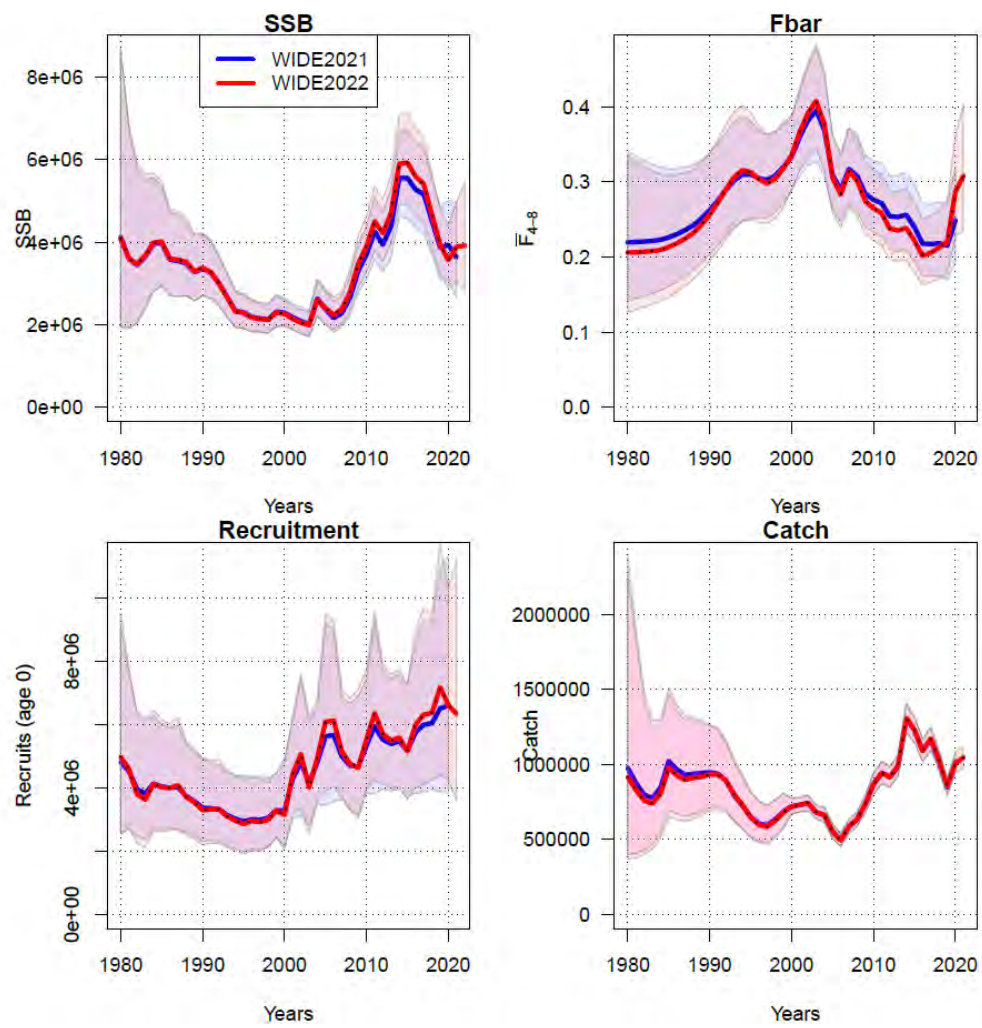 SSB
WIDE2021
WIDE2022
8e+06
6e+06
4e+06
2e+06
0e+00
SSB
1980 1990 2000 2010 2020
Years
Fbar
0.4
0.3
0.2
0.1
0.0
F4–8
1980 1990 2000 2010 2020
Years
Recruitment
8e+06
4e+06
0e+00
Recruits (age 0)
1980 1990 2000 2010 2020
Years
Catch
2000000
1500000
1000000
500000
0
Catch
1980 1990 2000 2010 2020
Years